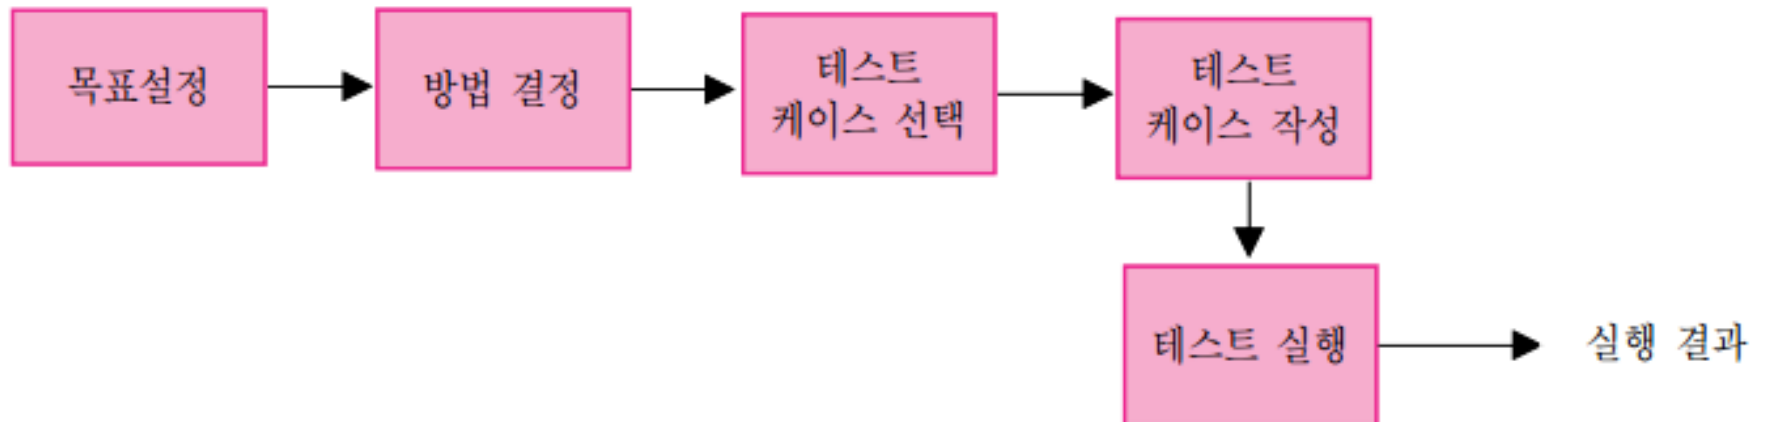 목표설정
방법 결정
테스트
케이스 선택
테스트
케이스 작성
테스트 실행
실행 결과